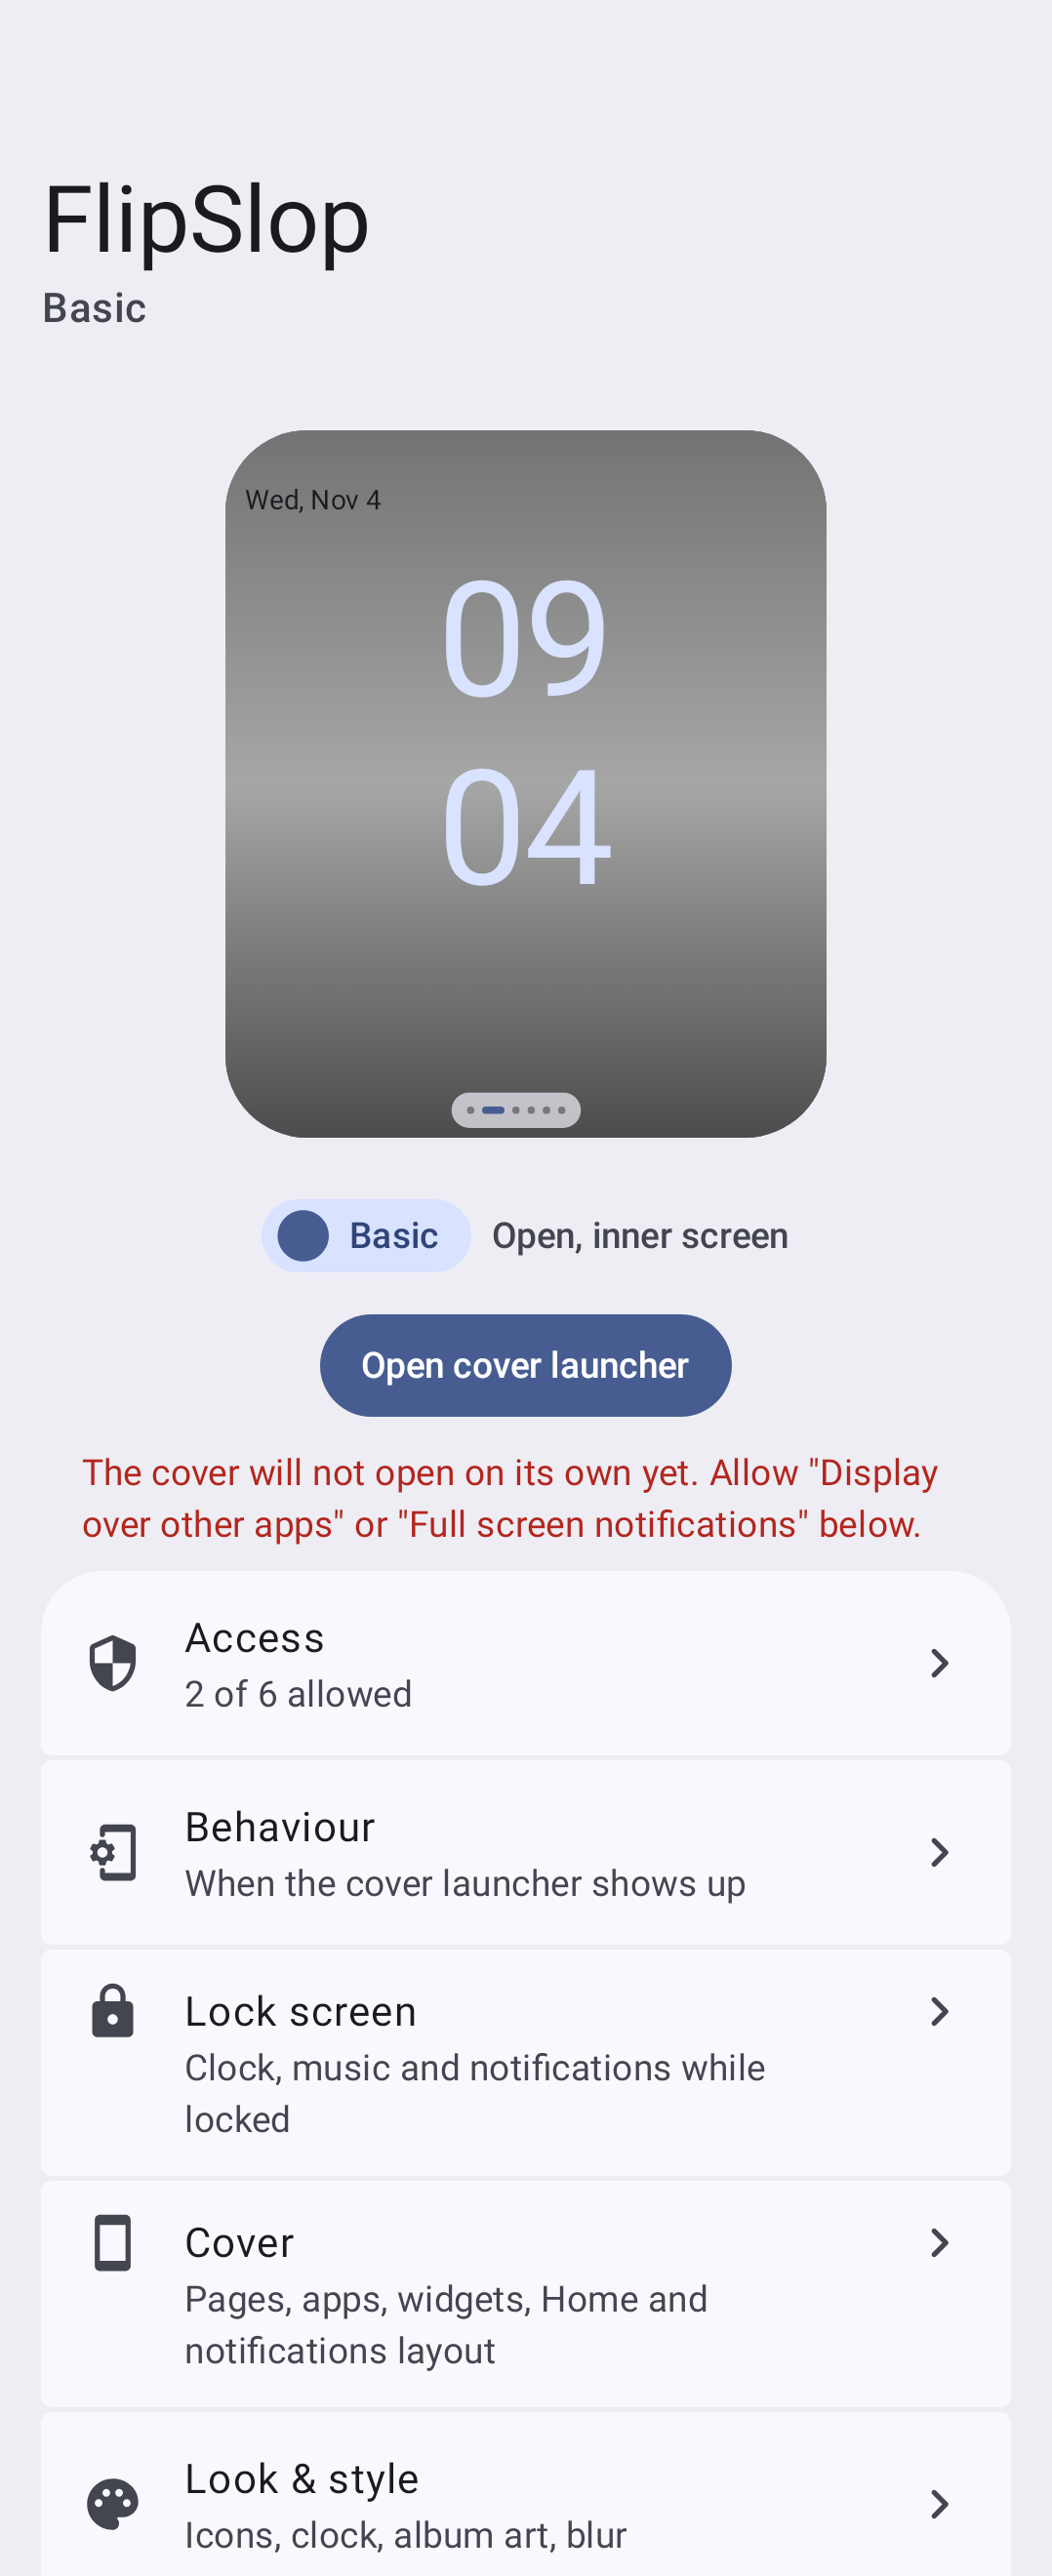 FlipSlop
Basic
Wed, Nov 4
09
04
Basic
Open, inner screen
Open cover launcher
The cover will not open on its own yet. Allow "Display
over other apps" or "Full screen notifications" below.
Access
2 of 6 allowed
Behaviour
When the cover launcher shows up
Lock screen
Clock, music and notifications while
locked
Cover
Pages, apps, widgets, Home and
notifications layout
Look & style
Icons, clock, album art, blur